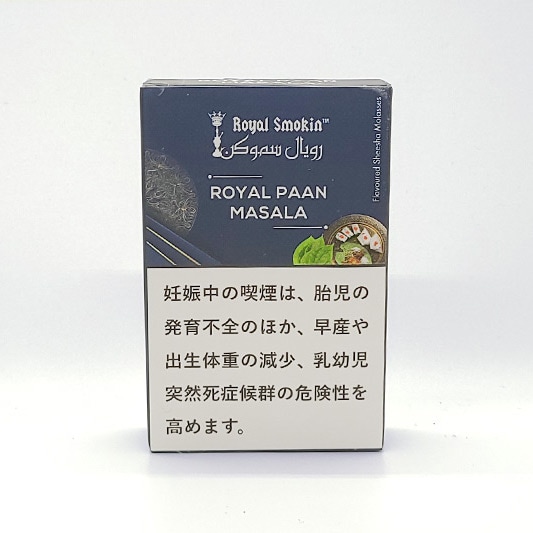 Royal Smokin™
رويال سموكن
Flavoured Sheesha Molasses
ROYAL PAAN
MASALA
妊娠中の喫煙は、胎児の
発育不全のほか、早産や
出生体重の減少、乳幼児
突然死症候群の危険性を
高めます。